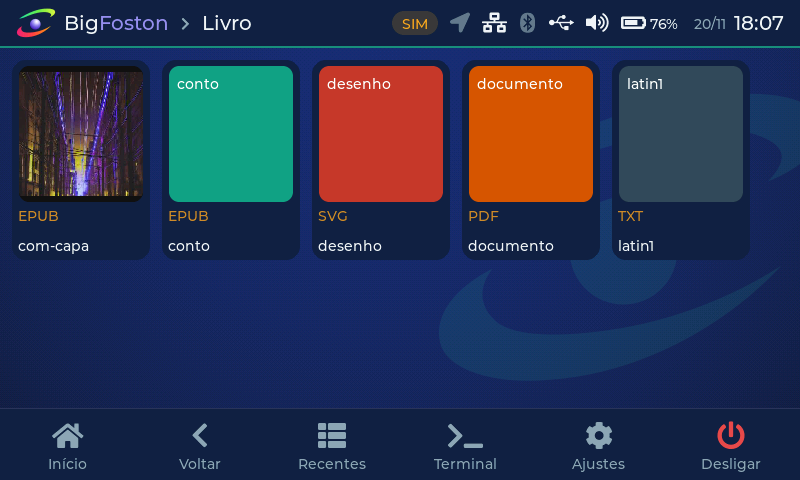 BigFoston > Livro
SIM
76%
20/11 18:07
conto
desenho
documento
latin1
EPUB
EPUB
SVG
PDF
TXT
com-capa
conto
desenho
documento
latin1
Início
Voltar
Recentes
Terminal
Ajustes
Desligar